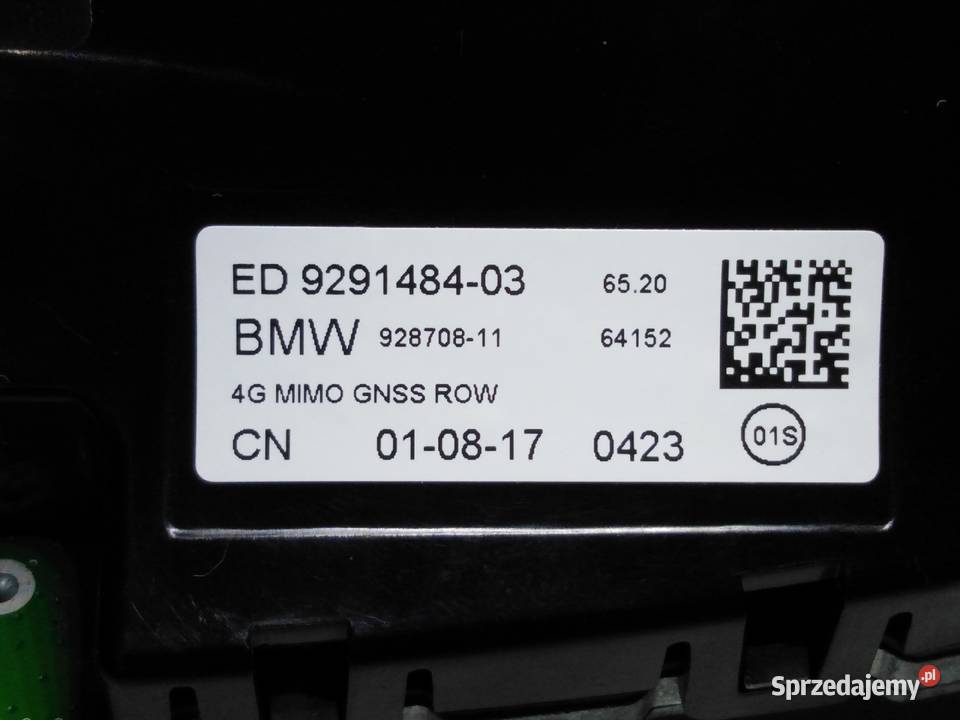 ED 9291484-03 65.20
BMW 928708-11 64152
4G MIMO GNSS ROW
CN 01-08-17 0423 01S
Sprzedajemy.pl